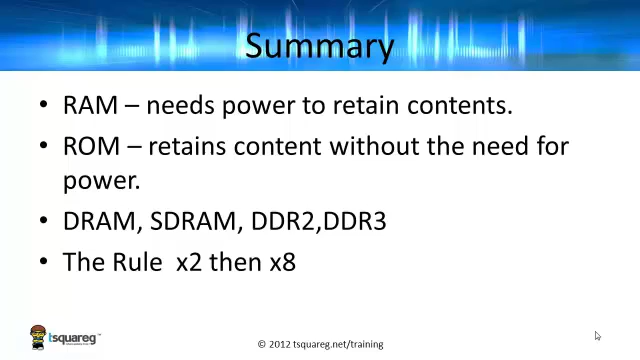 Summary
• RAM – needs power to retain contents.
• ROM – retains content without the need for
power.
• DRAM, SDRAM, DDR2,DDR3
• The Rule  x2 then x8
tsquareg™
© 2012 tsquareg.net/training